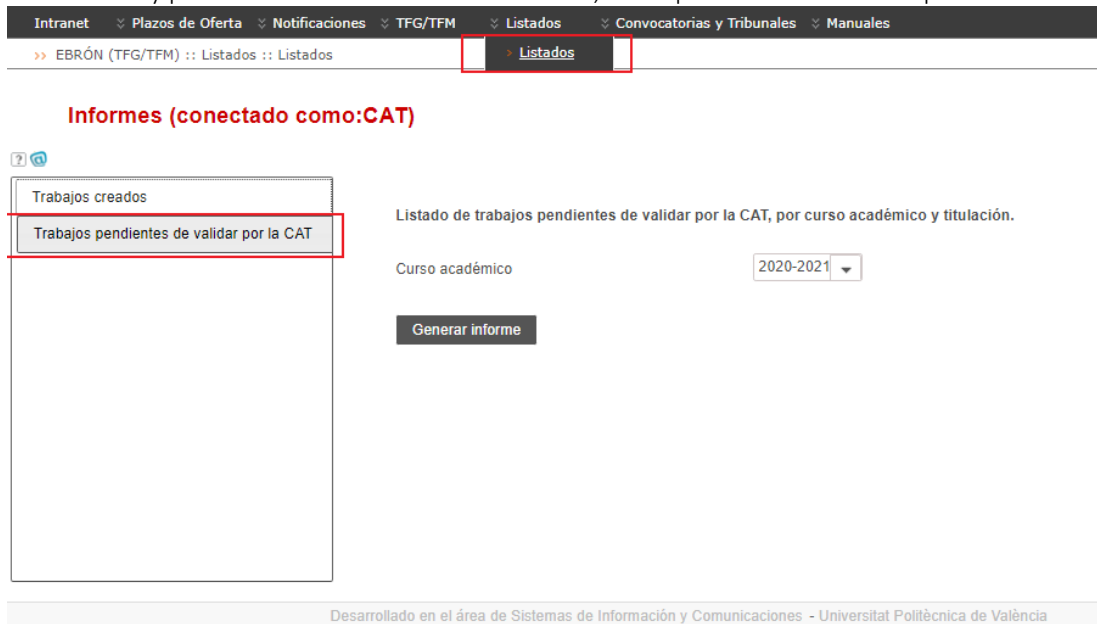 Intranet Plazos de Oferta Notificaciones TFG/TFM Listados Convocatorias y Tribunales Manuales
>> EBRÓN (TFG/TFM) :: Listados :: Listados
> Listados
Informes (conectado como:CAT)
?
Trabajos creados
Trabajos pendientes de validar por la CAT
Listado de trabajos pendientes de validar por la CAT, por curso académico y titulación.
Curso académico 2020-2021
Generar informe
Desarrollado en el área de Sistemas de Información y Comunicaciones - Universitat Politècnica de València